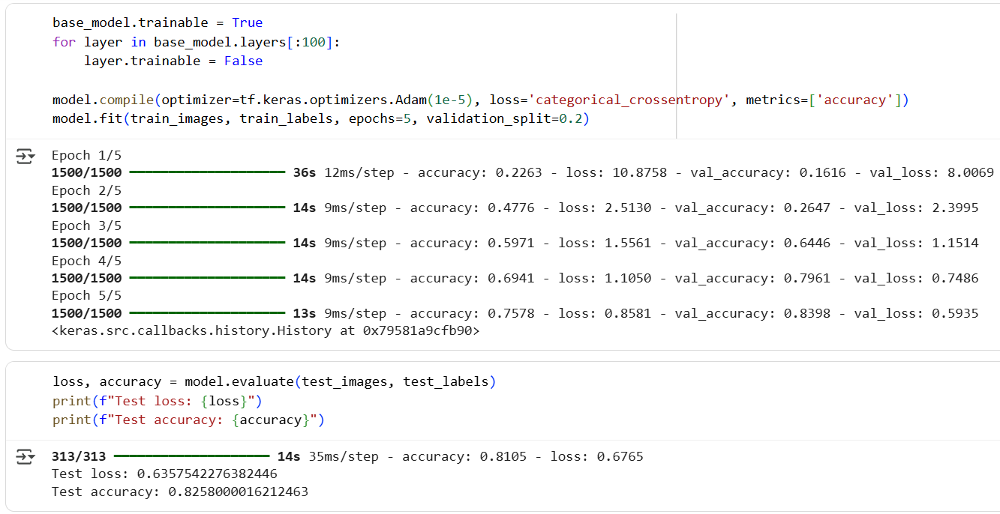 base_model.trainable = True
for layer in base_model.layers[:100]:
    layer.trainable = False
model.compile(optimizer=tf.keras.optimizers.Adam(1e-5), loss='categorical_crossentropy', metrics=['accuracy'])
model.fit(train_images, train_labels, epochs=5, validation_split=0.2)
Epoch 1/5
1500/1500 36s 12ms/step - accuracy: 0.2263 - loss: 10.8758 - val_accuracy: 0.1616 - val_loss: 8.0069
Epoch 2/5
1500/1500 14s 9ms/step - accuracy: 0.4776 - loss: 2.5130 - val_accuracy: 0.2647 - val_loss: 2.3995
Epoch 3/5
1500/1500 14s 9ms/step - accuracy: 0.5971 - loss: 1.5561 - val_accuracy: 0.6446 - val_loss: 1.1514
Epoch 4/5
1500/1500 14s 9ms/step - accuracy: 0.6941 - loss: 1.1050 - val_accuracy: 0.7961 - val_loss: 0.7486
Epoch 5/5
1500/1500 13s 9ms/step - accuracy: 0.7578 - loss: 0.8581 - val_accuracy: 0.8398 - val_loss: 0.5935
<keras.src.callbacks.history.History at 0x79581a9cfb90>
loss, accuracy = model.evaluate(test_images, test_labels)
print(f"Test loss: {loss}")
print(f"Test accuracy: {accuracy}")
313/313 14s 35ms/step - accuracy: 0.8105 - loss: 0.6765
Test loss: 0.6357542276382446
Test accuracy: 0.8258000016212463